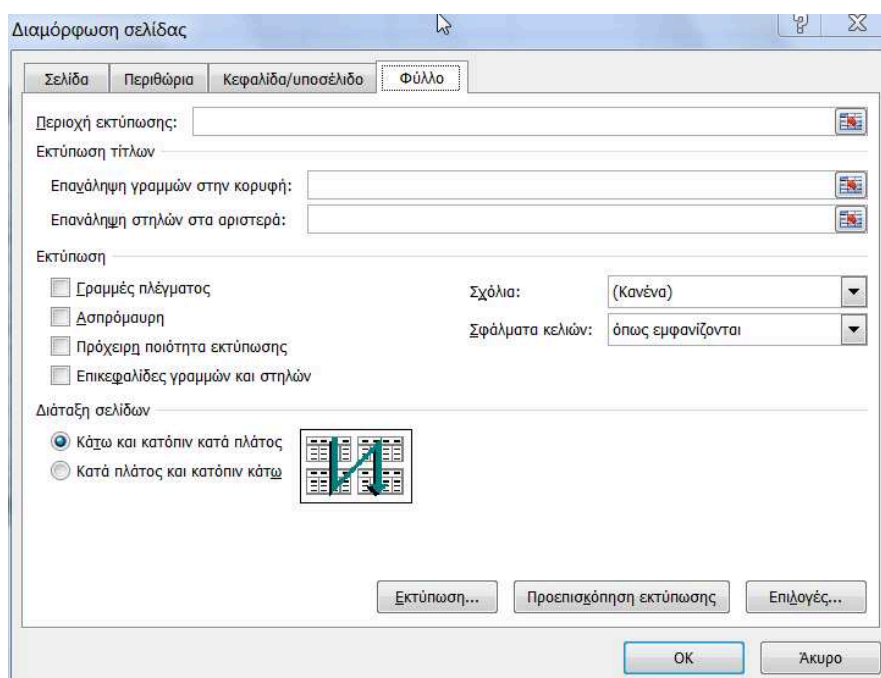 Διαμόρφωση σελίδας
Σελίδα Περιθώρια Κεφαλίδα/υποσέλιδο Φύλλο
Περιοχή εκτύπωσης:
Εκτύπωση τίτλων
Επανάληψη γραμμών στην κορυφή:
Επανάληψη στηλών στα αριστερά:
Εκτύπωση
Γραμμές πλέγματος Σχόλια: (Κανένα)
Ασπρόμαυρη Σφάλματα κελιών: όπως εμφανίζονται
Πρόχειρη ποιότητα εκτύπωσης
Επικεφαλίδες γραμμών και στηλών
Διάταξη σελίδων
Κάτω και κατόπιν κατά πλάτος
Κατά πλάτος και κατόπιν κάτω
Εκτύπωση... Προεπισκόπηση εκτύπωσης Επιλογές...
OK Άκυρο